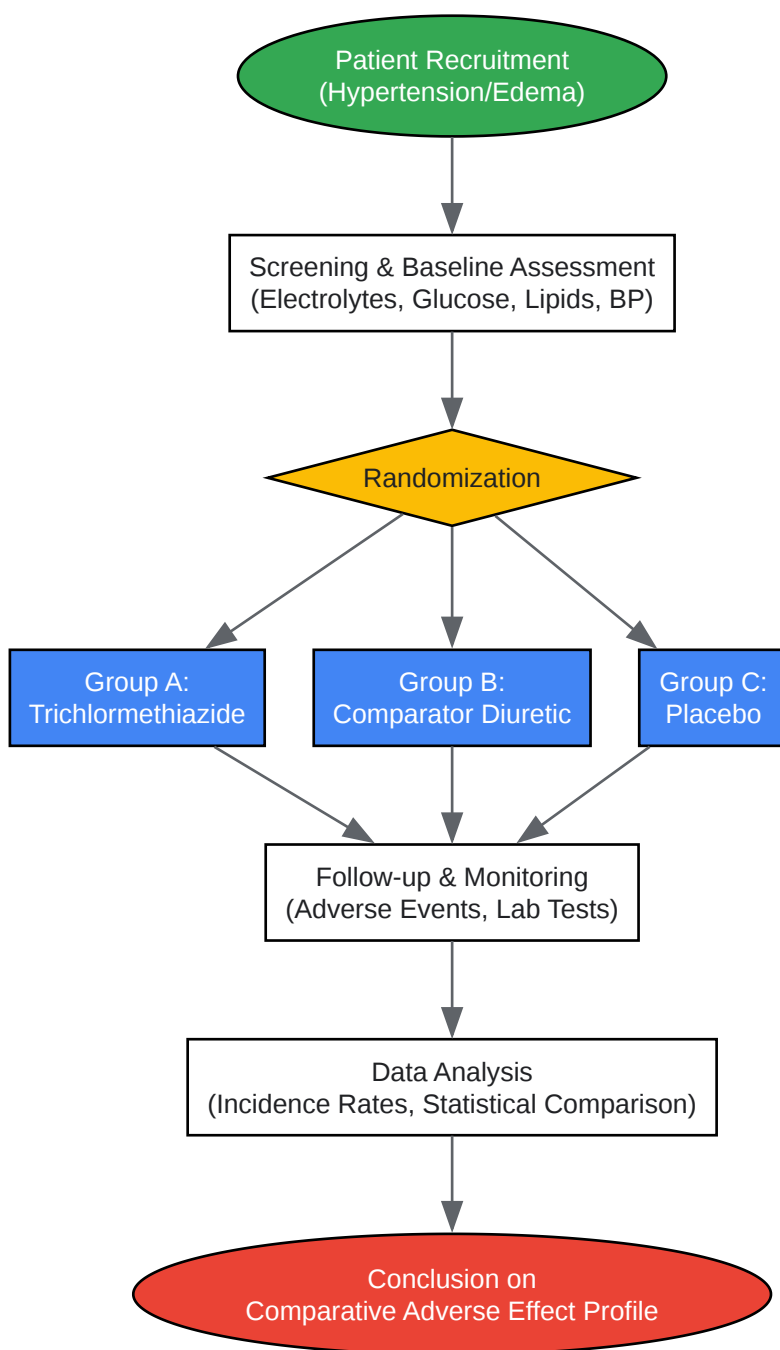 Patient Recruitment
(Hypertension/Edema)
Screening & Baseline Assessment
(Electrolytes, Glucose, Lipids, BP)
Randomization
Group A:
Trichlormethiazide
Group B:
Comparator Diuretic
Group C:
Placebo
Follow-up & Monitoring
(Adverse Events, Lab Tests)
Data Analysis
(Incidence Rates, Statistical Comparison)
Conclusion on
Comparative Adverse Effect Profile